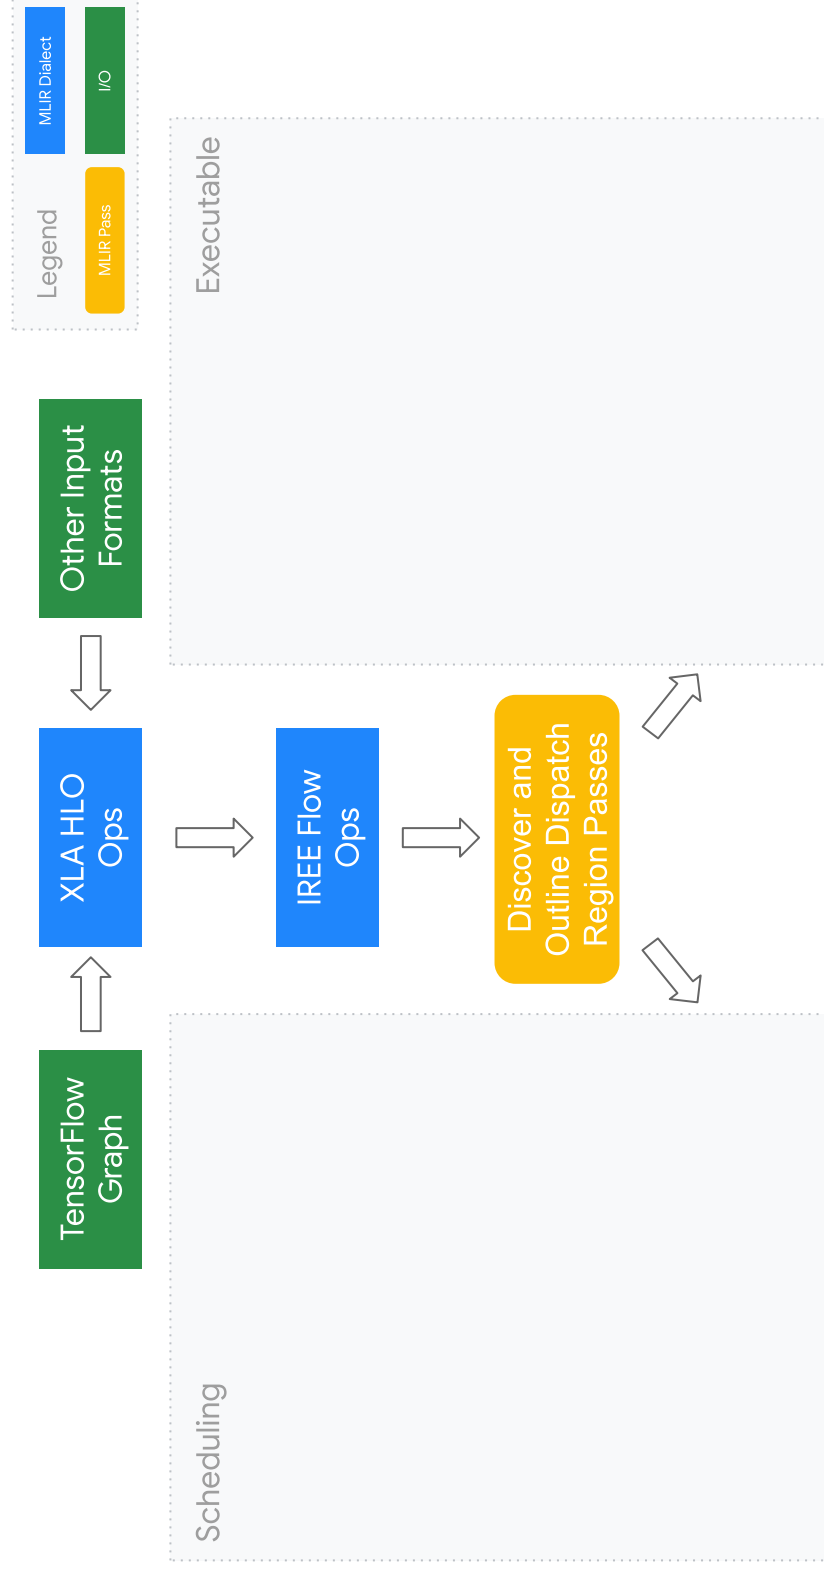 TensorFlow
Graph
XLA HLO
Ops
Other Input
Formats
Legend
MLIR Dialect
MLIR Pass
I/O
Scheduling
Executable
IREE Flow
Ops
Discover and
Outline Dispatch
Region Passes